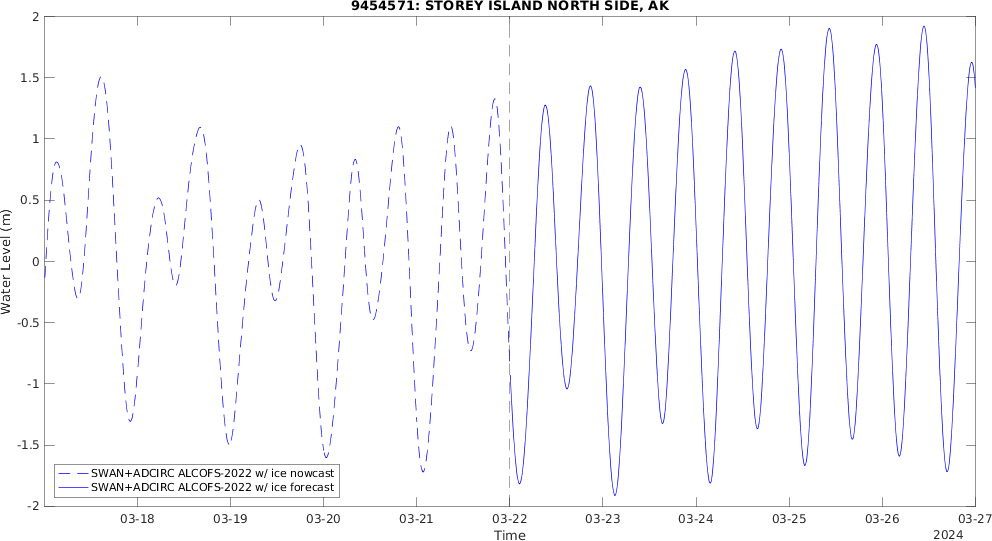 9454571: STOREY ISLAND NORTH SIDE, AK
2
1.5
1
0.5
0
-0.5
-1
-1.5
-2
Water Level (m)
SWAN+ADCIRC ALCOFS-2022 w/ ice nowcast
SWAN+ADCIRC ALCOFS-2022 w/ ice forecast
03-18 03-19 03-20 03-21 03-22 03-23 03-24 03-25 03-26 03-27
Time
2024